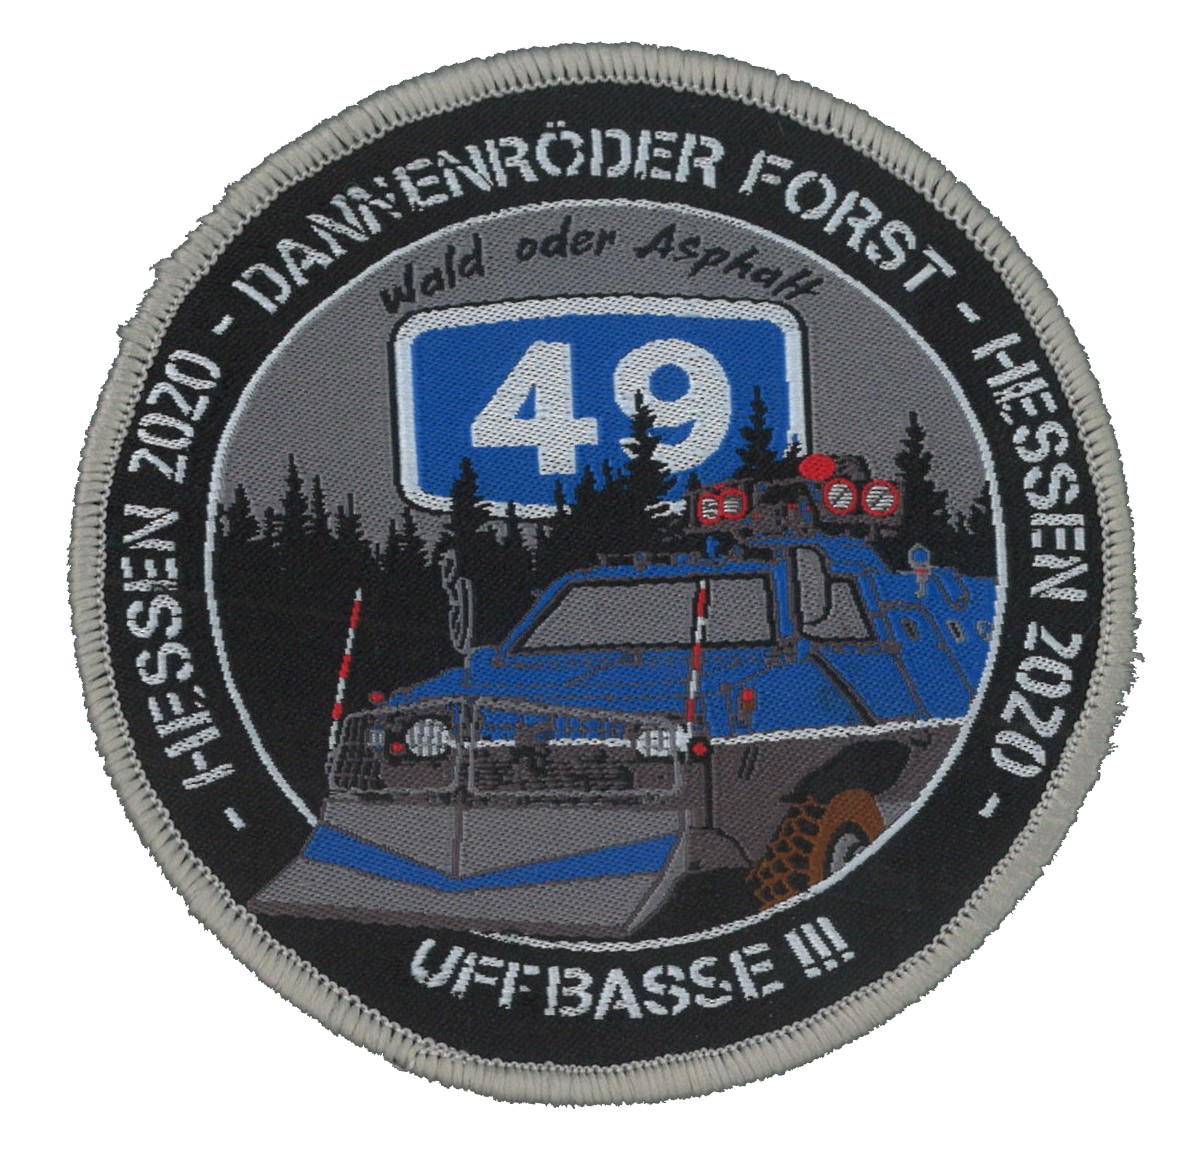 - HESSEN 2020 - DANNENRÖDER FORST - HESSEN 2020 -
Wald oder Asphalt
49
UFFBASSE !!!